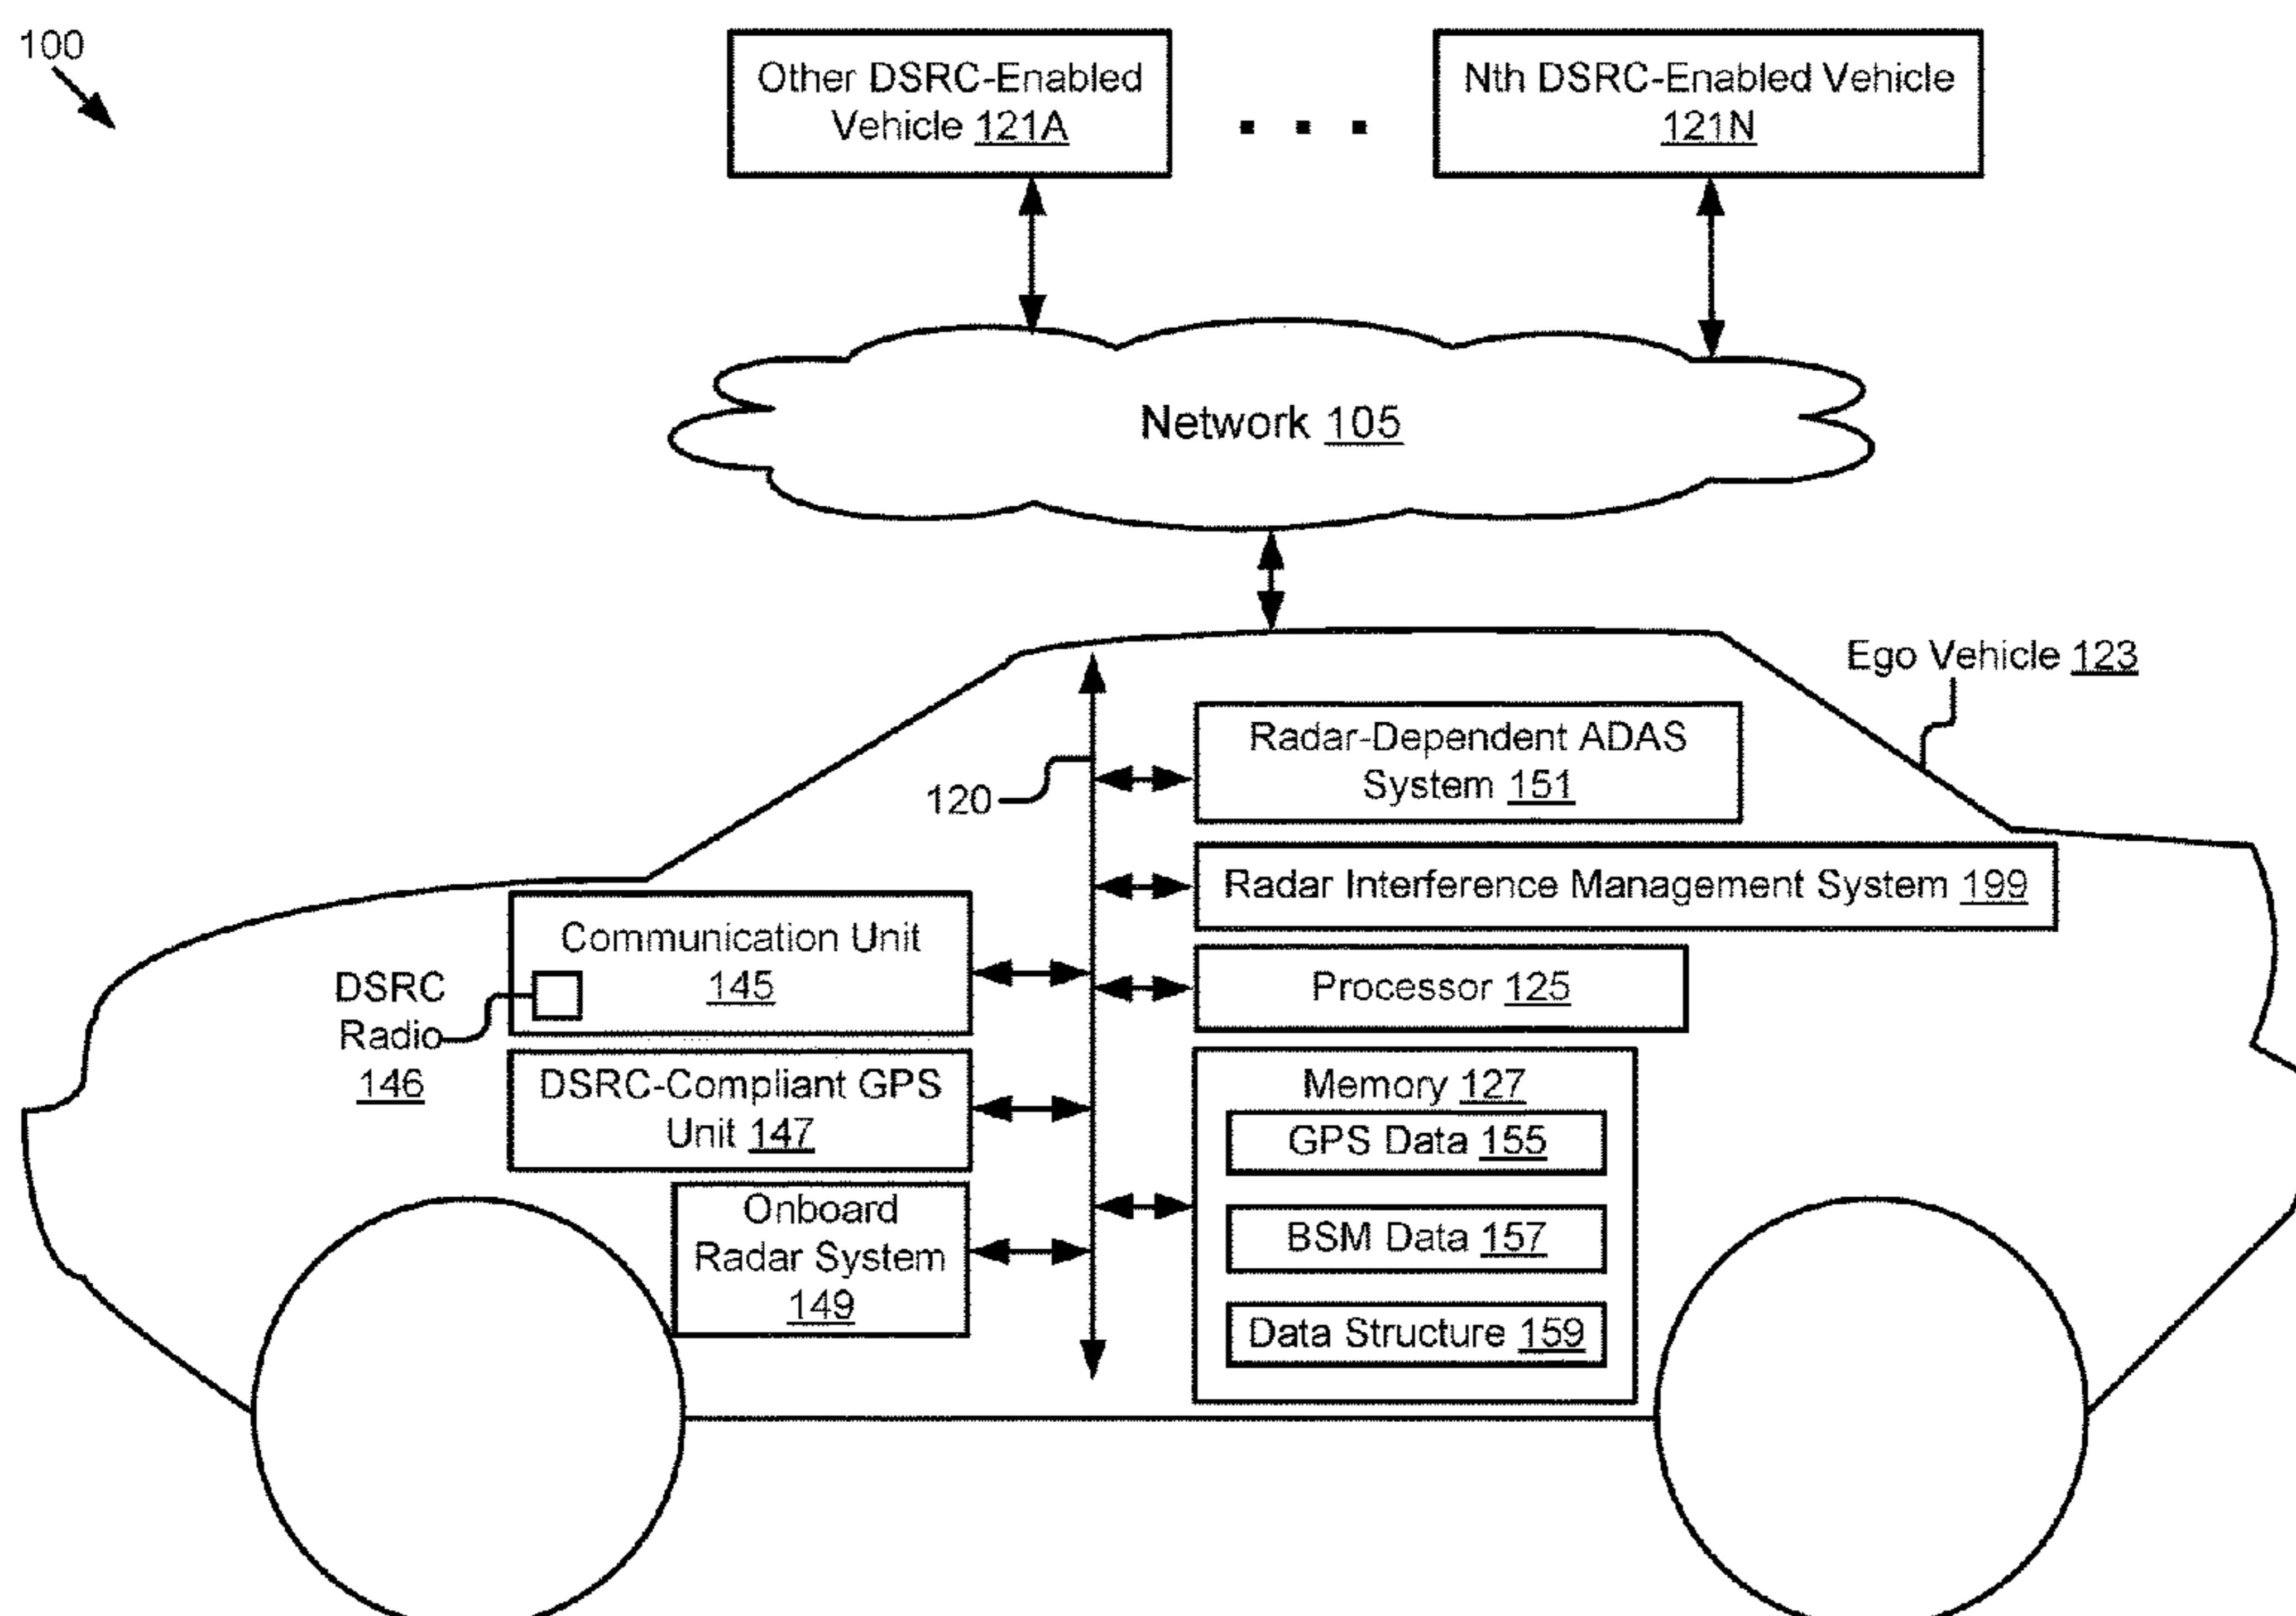 100
Other DSRC-Enabled
Vehicle 121A
Nth DSRC-Enabled Vehicle
121N
Network 105
Ego Vehicle 123
120
Radar-Dependent ADAS
System 151
Radar Interference Management System 199
Communication Unit
145
DSRC
Radio
146
Processor 125
DSRC-Compliant GPS
Unit 147
Memory 127
GPS Data 155
BSM Data 157
Data Structure 159
Onboard
Radar System
149